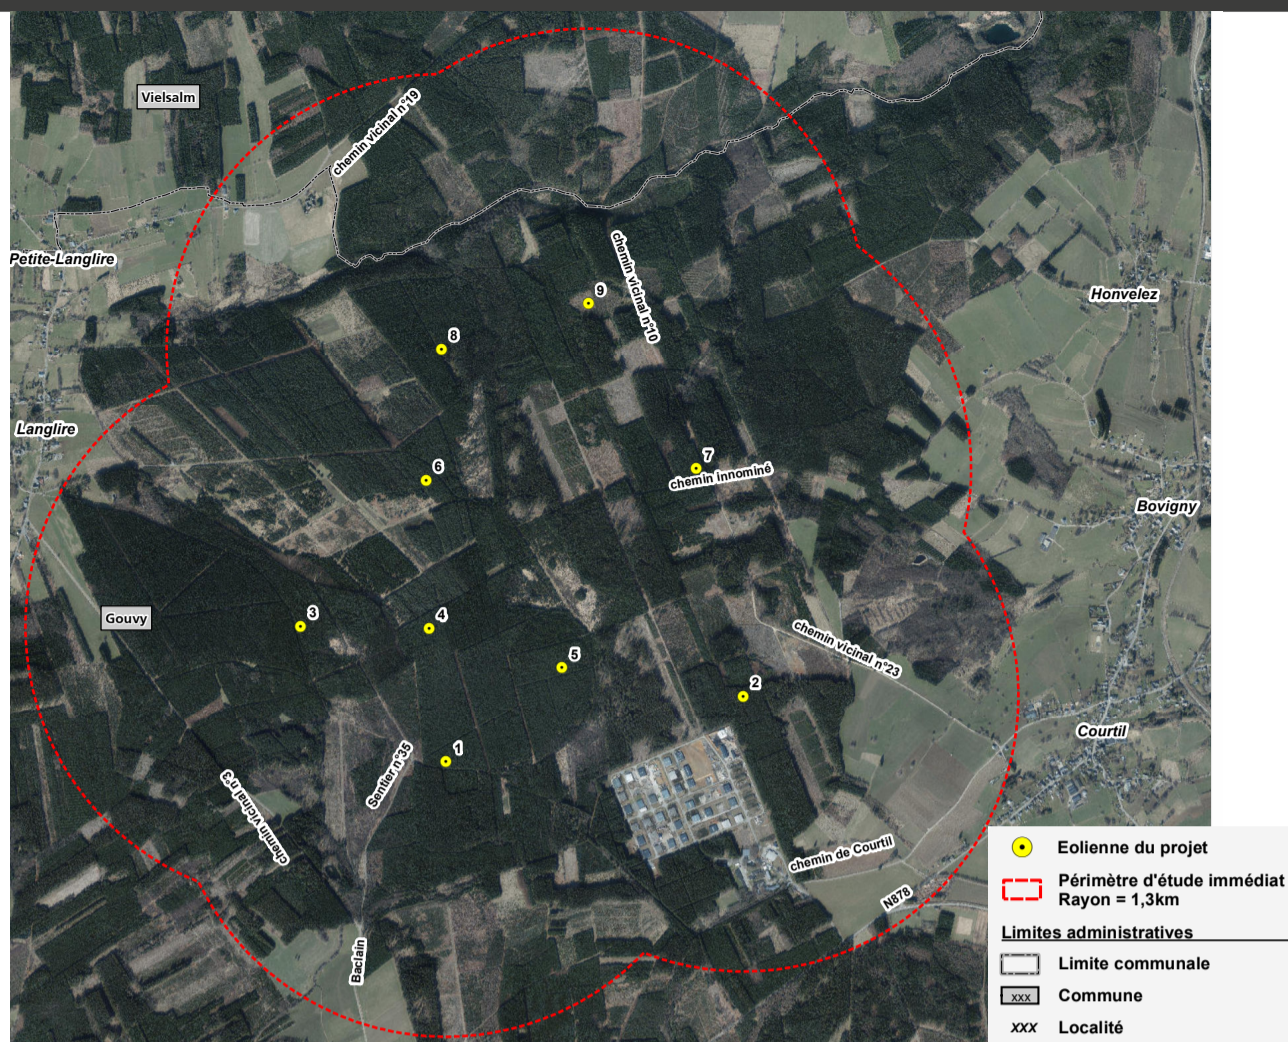 Vielsalm
chemin vicinal n°19
Petite-Langlire
chemin vicinal n°10
Honvelez
9
8
Langlire
7
chemin innominé
6
Bovigny
Gouvy
3
4
chemin vicinal n°23
5
2
Courtil
1
Sentier n°35
chemin vicinal n°3
chemin de Courtil
N878
Baclain
Eolienne du projet
Périmètre d'étude immédiat
Rayon = 1,3km
Limites administratives
Limite communale
xxx
Commune
xxx
Localité